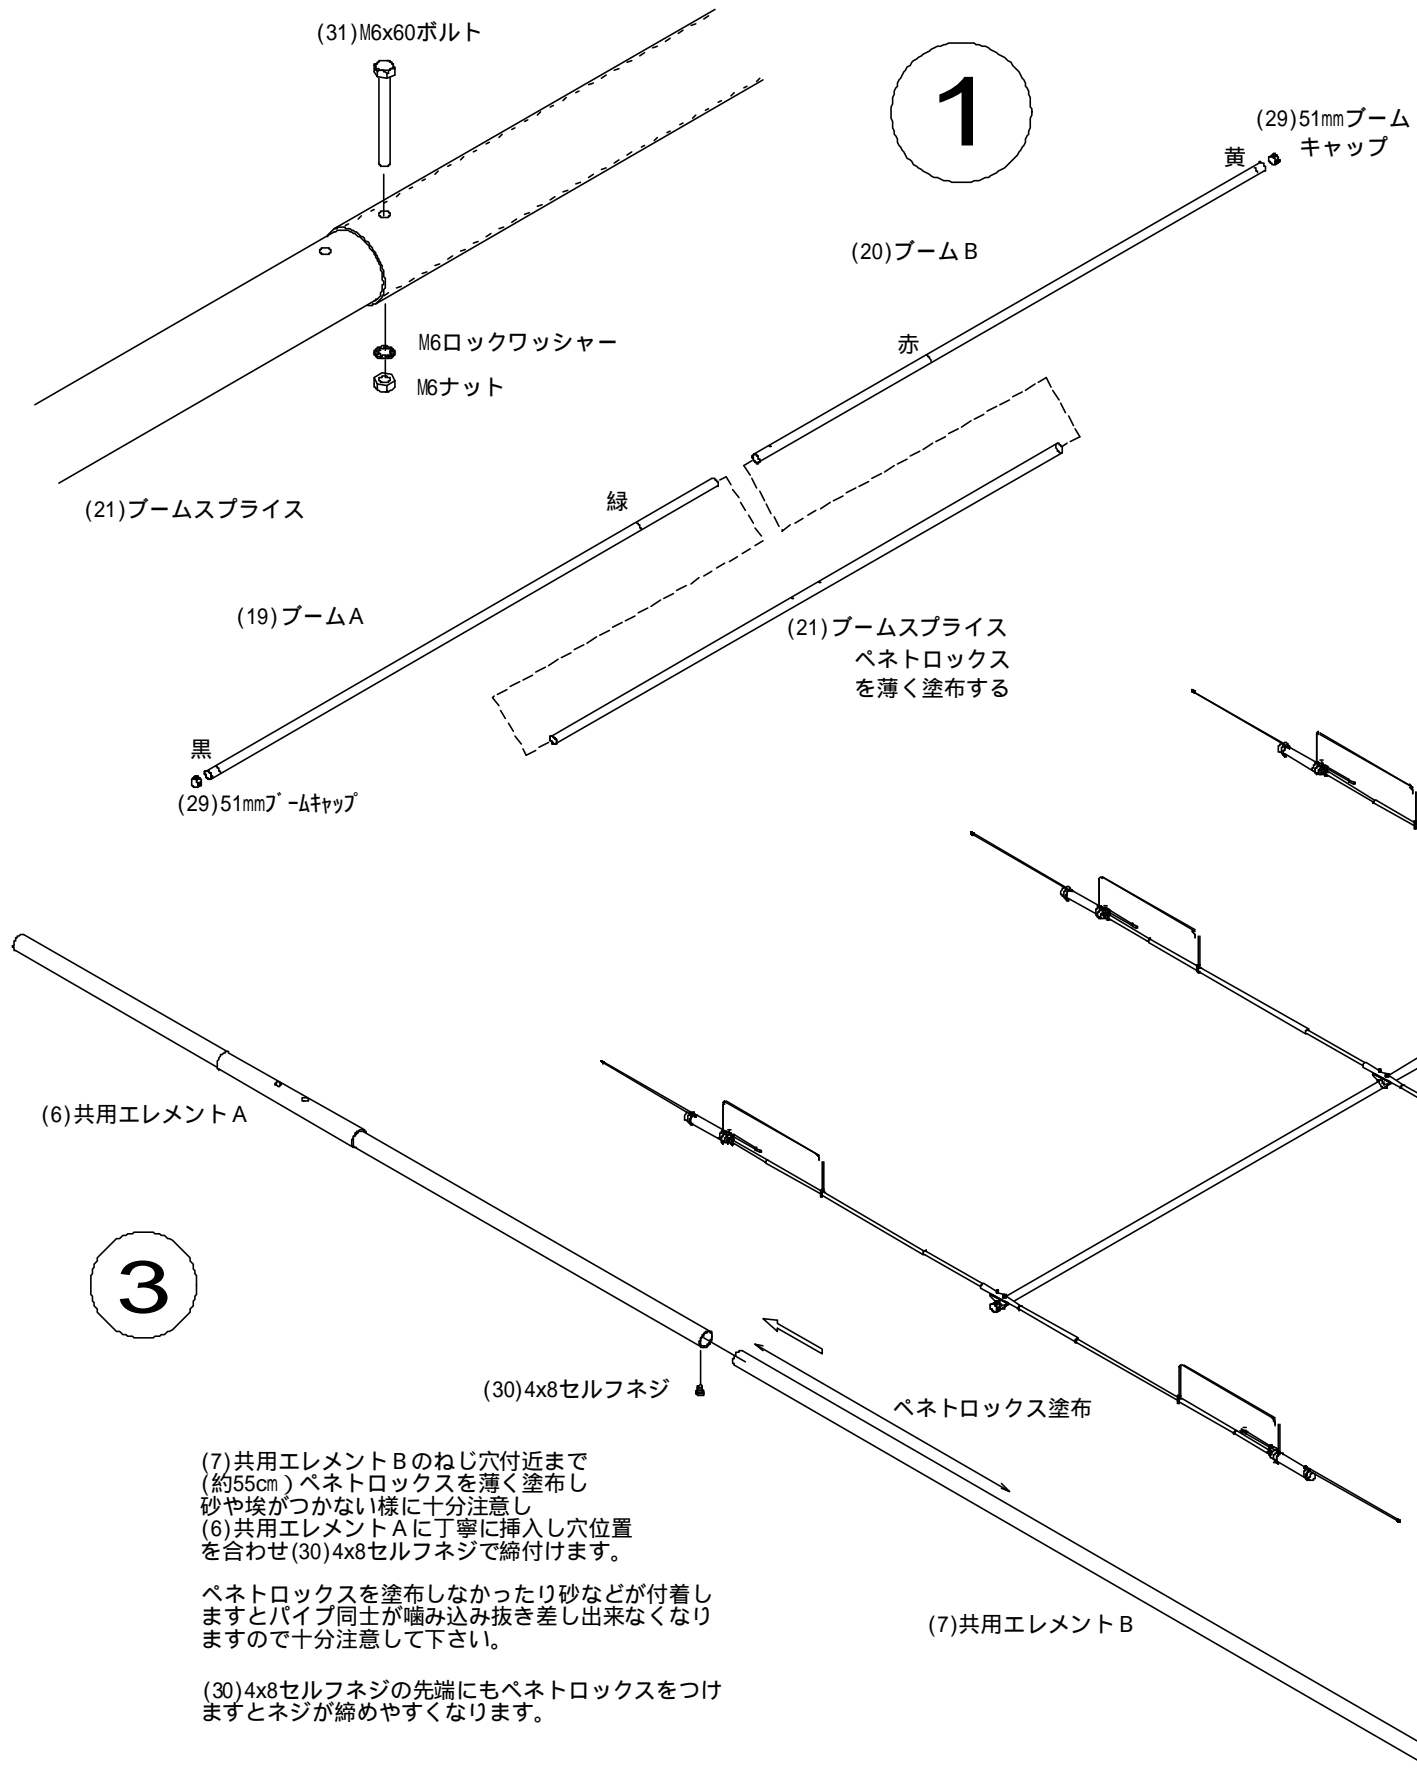 (31)M6x60ボルト
1
(29)51mmブーム
キャップ
黄
(20)ブームB
赤
M6ロックワッシャー
M6ナット
(21)ブームスプライス
緑
(19)ブームA
(21)ブームスプライス
ペネトロックス
を薄く塗布する
黒
(29)51mmブームキャップ
(6)共用エレメントA
3
(30)4x8セルフネジ
ペネトロックス塗布
(7)共用エレメントBのねじ穴付近まで
(約55cm)ペネトロックスを薄く塗布し
砂や埃がつかない様に十分注意し
(6)共用エレメントAに丁寧に挿入し穴位置
を合わせ(30)4x8セルフネジで締付けます。
ペネトロックスを塗布しなかったり砂などが付着し
ますとパイプ同士が噛み込み抜き差し出来なくなり
ますので十分注意して下さい。
(7)共用エレメントB
(30)4x8セルフネジの先端にもペネトロックスをつけ
ますとネジが締めやすくなります。